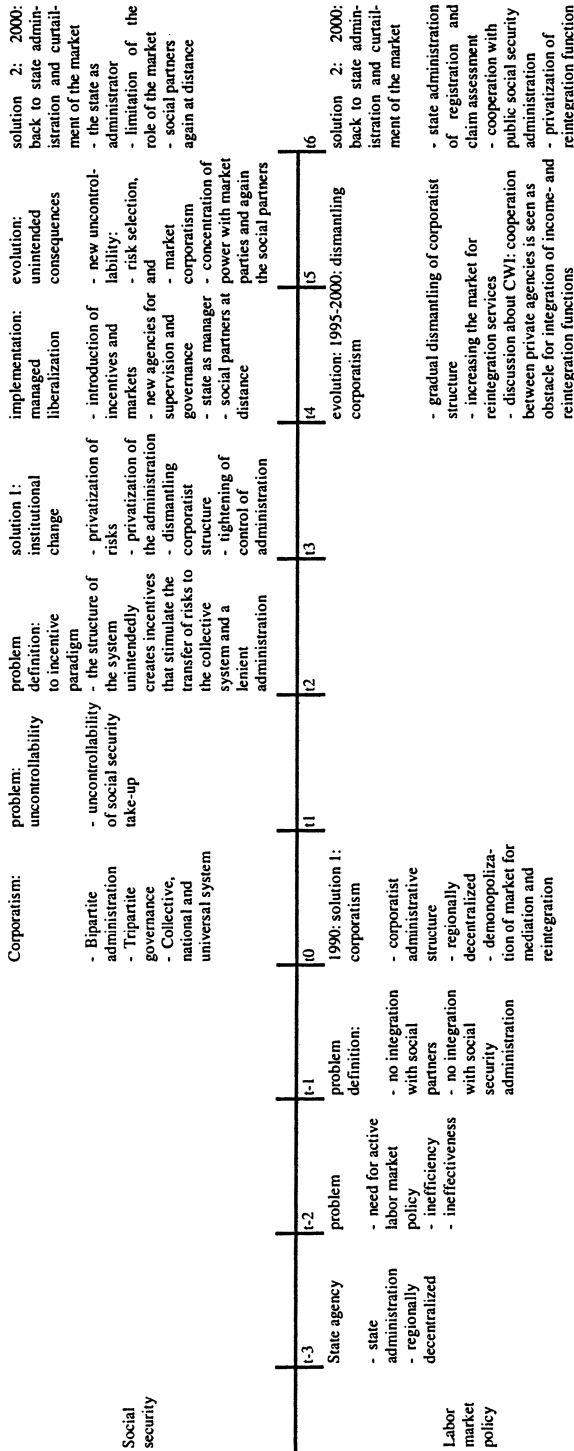 Social
security
Corporatism:
- Bipartite
administration
- Tripartite
governance
- Collective,
national and
universal system
problem:
uncontrollability
- uncontrollability
of social security
take-up
problem
definition:
to incentive
paradigm
- the structure of
the system
unintendedly
creates incentives
that stimulate the
transfer of risks to
the collective
system and a
lenient
administration
solution 1:
institutional
change
- privatization of
risks
- privatization of
the administration
- dismantling
corporatist
structure
- tightening of
control of
administration
implementation:
managed
liberalization
- introduction of
incentives and
markets
- new agencies for
supervision and
governance
- state as manager
- social partners at
distance
evolution:
unintended
consequences
- new uncontrol-
lability:
- risk selection,
and
- market
corporatism
- concentration of
power with market
parties and again
the social partners
solution 2: 2000:
back to state admin-
istration and curtail-
ment of the market
- the state as
administrator
- limitation of the
role of the market
- social partners
again at distance
t-3
t-2
t-1
t0
t1
t2
t3
t4
t5
t6
Labor
market
policy
State agency
- state
administration
- regionally
decentralized
problem
- need for active
labor market
policy
- inefficiency
- ineffectiveness
problem
definition:
- no integration
with social
partners
- no integration
with social
security
administration
1990: solution 1:
corporatism
- corporatist
administrative
structure
- regionally
decentralized
- demonopoliza-
tion of market for
mediation and
reintegration
evolution: 1995-2000: dismantling
corporatism
- gradual dismantling of corporatist
structure
- increasing the market for
reintegration services
- discussion about CWI: cooperation
between private agencies is seen as
obstacle for integration of income- and
reintegration functions
solution 2: 2000:
back to state admin-
istration and curtail-
ment of the market
- state administration
of registration and
claim assessment
- cooperation with
public social security
administration
- privatization of
reintegration function